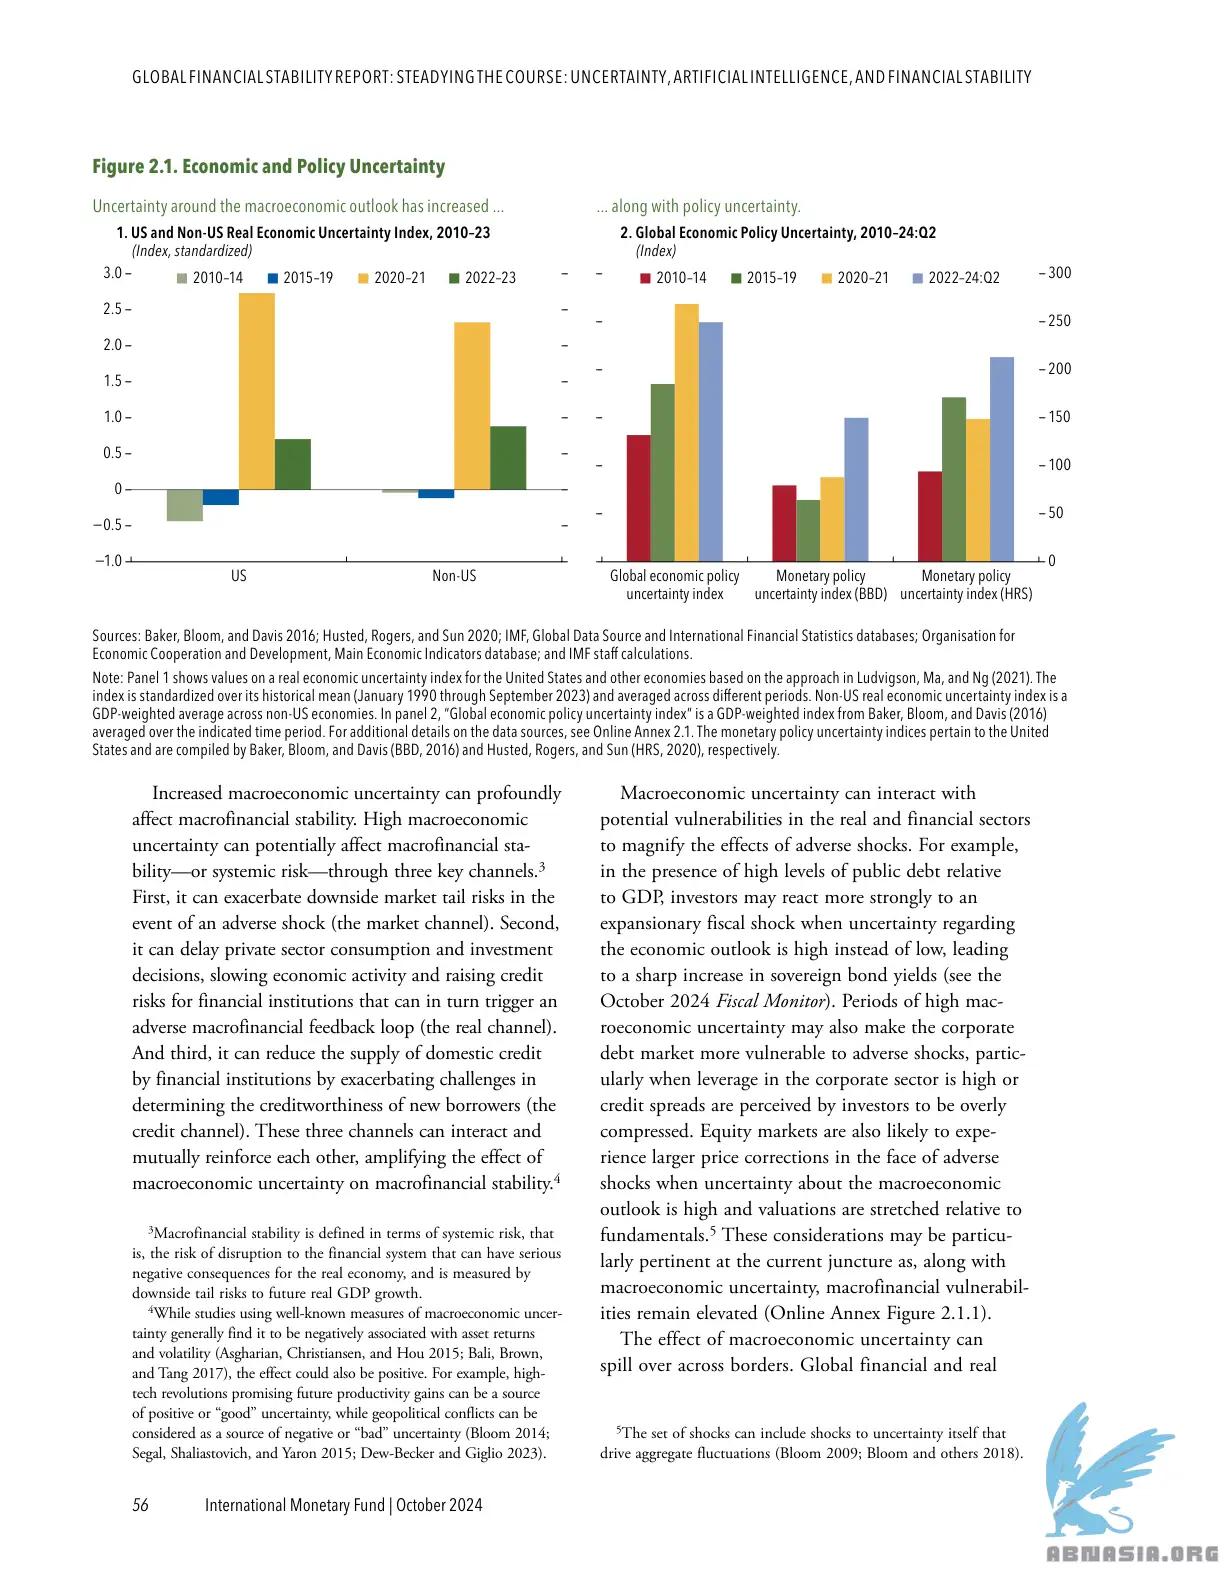 GLOBAL FINANCIAL STABILITY REPORT: STEADYING THE COURSE: UNCERTAINTY, ARTIFICIAL INTELLIGENCE, AND FINANCIAL STABILITY
Figure 2.1. Economic and Policy Uncertainty
Uncertainty around the macroeconomic outlook has increased ...
1. US and Non-US Real Economic Uncertainty Index, 2010–23
(Index, standardized)
2010–14 2015–19 2020–21 2022–23
3.0
2.5
2.0
1.5
1.0
0.5
0
–0.5
–1.0
US Non-US
... along with policy uncertainty.
2. Global Economic Policy Uncertainty, 2010–24:Q2
(Index)
2010–14 2015–19 2020–21 2022–24:Q2
300
250
200
150
100
50
0
Global economic policy uncertainty index
Monetary policy uncertainty index (BBD)
Monetary policy uncertainty index (HRS)
Sources: Baker, Bloom, and Davis 2016; Husted, Rogers, and Sun 2020; IMF, Global Data Source and International Financial Statistics databases; Organisation for
Economic Cooperation and Development, Main Economic Indicators database; and IMF staff calculations.
Note: Panel 1 shows values on a real economic uncertainty index for the United States and other economies based on the approach in Ludvigson, Ma, and Ng (2021). The
index is standardized over its historical mean (January 1990 through September 2023) and averaged across different periods. Non-US real economic uncertainty index is a
GDP-weighted average across non-US economies. In panel 2, “Global economic policy uncertainty index” is a GDP-weighted index from Baker, Bloom, and Davis (2016)
averaged over the indicated time period. For additional details on the data sources, see Online Annex 2.1. The monetary policy uncertainty indices pertain to the United
States and are compiled by Baker, Bloom, and Davis (BBD, 2016) and Husted, Rogers, and Sun (HRS, 2020), respectively.
Increased macroeconomic uncertainty can profoundly
affect macrofinancial stability. High macroeconomic
uncertainty can potentially affect macrofinancial sta-
bility—or systemic risk—through three key channels.3
First, it can exacerbate downside market tail risks in the
event of an adverse shock (the market channel). Second,
it can delay private sector consumption and investment
decisions, slowing economic activity and raising credit
risks for financial institutions that can in turn trigger an
adverse macrofinancial feedback loop (the real channel).
And third, it can reduce the supply of domestic credit
by financial institutions by exacerbating challenges in
determining the creditworthiness of new borrowers (the
credit channel). These three channels can interact and
mutually reinforce each other, amplifying the effect of
macroeconomic uncertainty on macrofinancial stability.4
3Macrofinancial stability is defined in terms of systemic risk, that
is, the risk of disruption to the financial system that can have serious
negative consequences for the real economy, and is measured by
downside tail risks to future real GDP growth.
4While studies using well-known measures of macroeconomic uncer-
tainty generally find it to be negatively associated with asset returns
and volatility (Asgharian, Christiansen, and Hou 2015; Bali, Brown,
and Tang 2017), the effect could also be positive. For example, high-
tech revolutions promising future productivity gains can be a source
of positive or “good” uncertainty, while geopolitical conflicts can be
considered as a source of negative or “bad” uncertainty (Bloom 2014;
Segal, Shaliastovich, and Yaron 2015; Dew-Becker and Giglio 2023).
Macroeconomic uncertainty can interact with
potential vulnerabilities in the real and financial sectors
to magnify the effects of adverse shocks. For example,
in the presence of high levels of public debt relative
to GDP, investors may react more strongly to an
expansionary fiscal shock when uncertainty regarding
the economic outlook is high instead of low, leading
to a sharp increase in sovereign bond yields (see the
October 2024 Fiscal Monitor). Periods of high mac-
roeconomic uncertainty may also make the corporate
debt market more vulnerable to adverse shocks, partic-
ularly when leverage in the corporate sector is high or
credit spreads are perceived by investors to be overly
compressed. Equity markets are also likely to expe-
rience larger price corrections in the face of adverse
shocks when uncertainty about the macroeconomic
outlook is high and valuations are stretched relative to
fundamentals.5 These considerations may be particu-
larly pertinent at the current juncture as, along with
macroeconomic uncertainty, macrofinancial vulnerabil-
ities remain elevated (Online Annex Figure 2.1.1).
The effect of macroeconomic uncertainty can
spill over across borders. Global financial and real
5The set of shocks can include shocks to uncertainty itself that
drive aggregate fluctuations (Bloom 2009; Bloom and others 2018).
56 International Monetary Fund | October 2024
ABNASIA.ORG